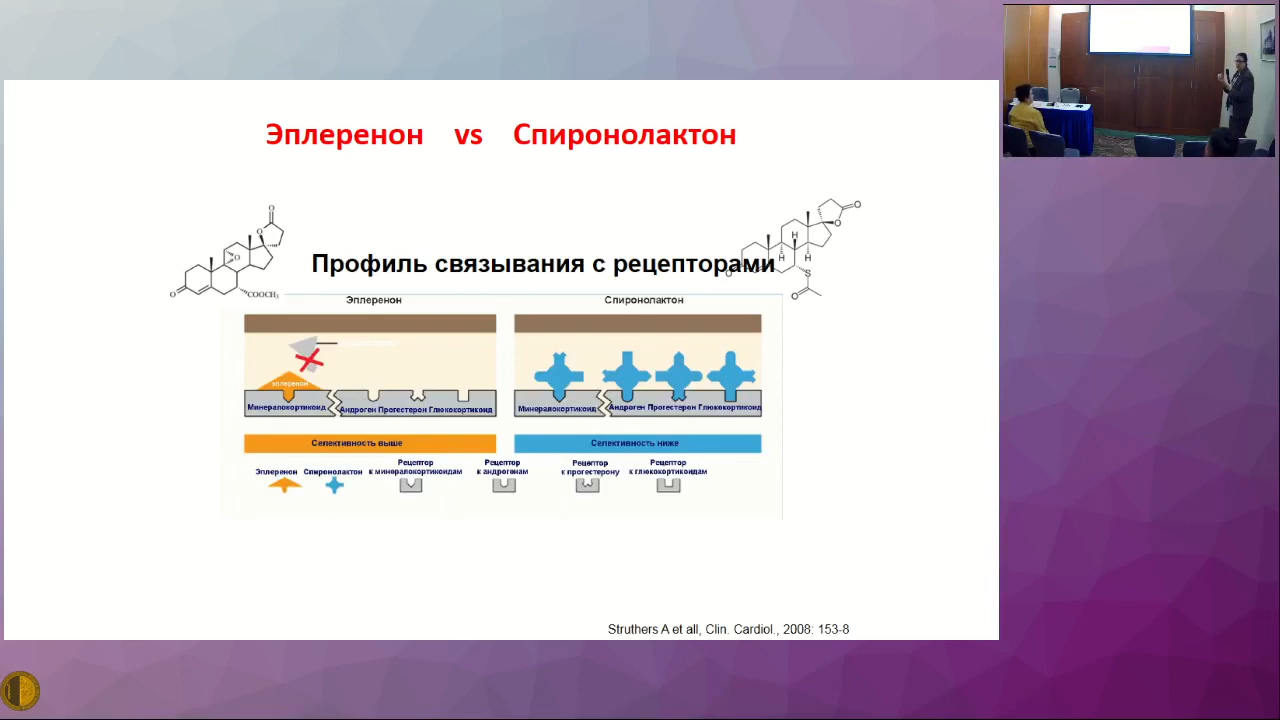 Эплеренон vs Спиронолактон
Профиль связывания с рецепторами
Эплеренон
Спиронолактон
эплеренон
Минералокортикоид Андроген Прогестерон Глюкокортикоид
Минералокортикоид Андроген Прогестерон Глюкокортикоид
Селективность выше
Селективность ниже
Эплеренон
Спиронолактон
Рецептор
к минералокортикоидам
Рецептор
к андрогенам
Рецептор
к прогестерону
Рецептор
к глюкокортикоидам
O
O
O
O
COOCH3
O
O
H
H
H
S
O
O
Struthers A et all, Clin. Cardiol., 2008: 153-8